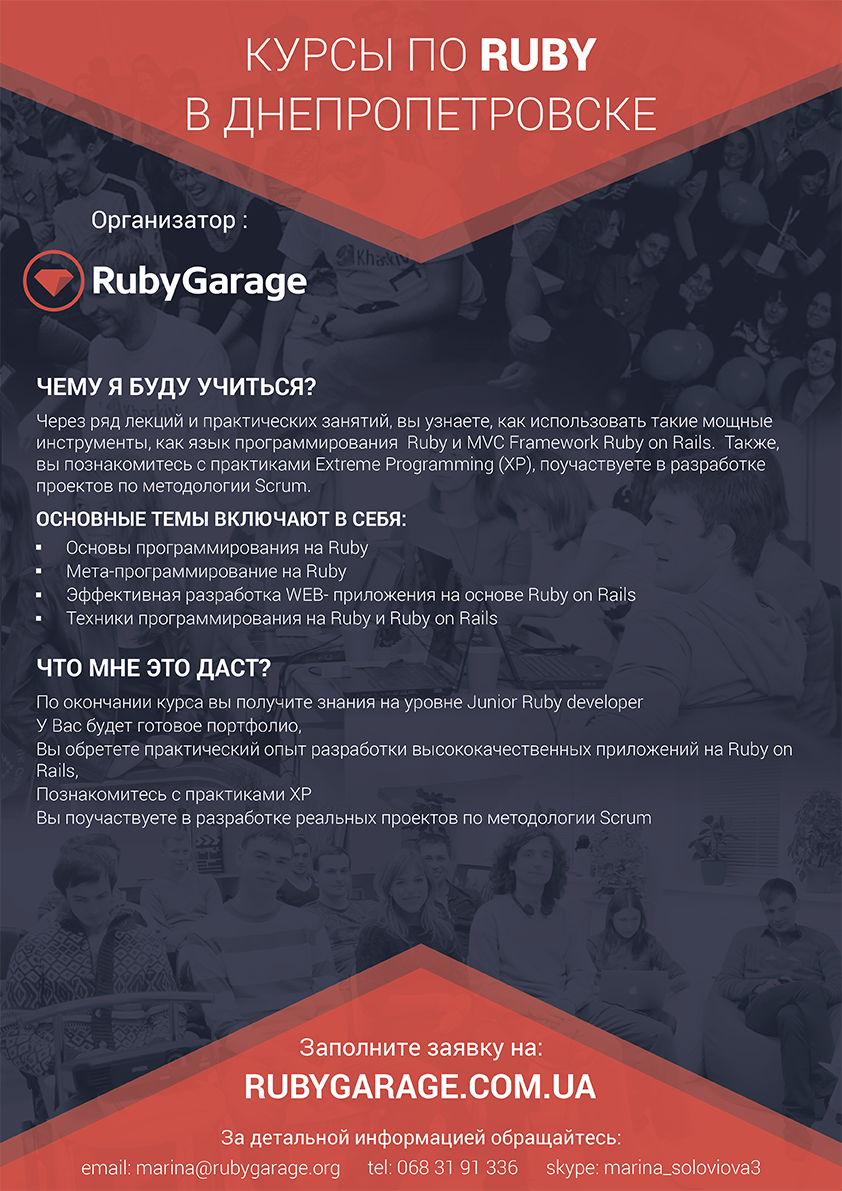 КУРСЫ ПО RUBY
В ДНЕПРОПЕТРОВСКЕ
Организатор :
RubyGarage
ЧЕМУ Я БУДУ УЧИТЬСЯ?
Через ряд лекций и практических занятий, вы узнаете, как использовать такие мощные
инструменты, как язык программирования Ruby и MVC Framework Ruby on Rails. Также,
вы познакомитесь с практиками Extreme Programming (XP), поучаствуете в разработке
проектов по методологии Scrum.
ОСНОВНЫЕ ТЕМЫ ВКЛЮЧАЮТ В СЕБЯ:
▪ Основы программирования на Ruby
▪ Мета-программирование на Ruby
▪ Эффективная разработка WEB- приложения на основе Ruby on Rails
▪ Техники программирования на Ruby и Ruby on Rails
ЧТО МНЕ ЭТО ДАСТ?
По окончании курса вы получите знания на уровне Junior Ruby developer
У Вас будет готовое портфолио,
Вы обретете практический опыт разработки высококачественных приложений на Ruby on
Rails,
Познакомитесь с практиками XP
Вы поучаствуете в разработке реальных проектов по методологии Scrum
Заполните заявку на:
RUBYGARAGE.COM.UA
За детальной информацией обращайтесь:
email: marina@rubygarage.org tel: 068 31 91 336 skype: marina_soloviova3